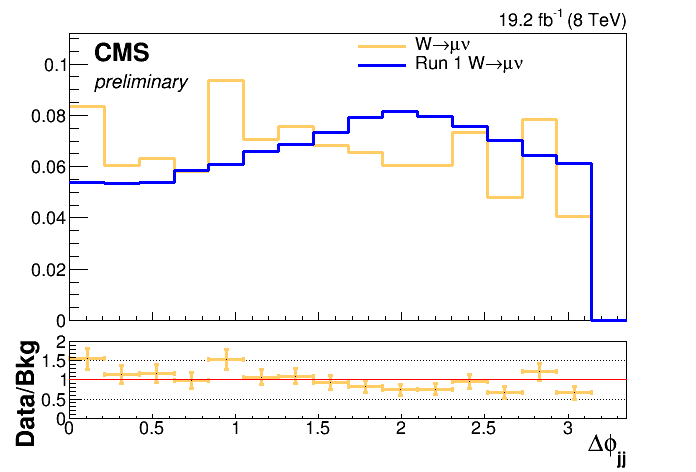 19.2 fb⁻¹ (8 TeV)
CMS
preliminary
W→μν
Run 1 W→μν
0.1
0.08
0.06
0.04
0.02
0
Data/Bkg
2
1.5
1
0.5
0
0 0.5 1 1.5 2 2.5 3
Δϕjj